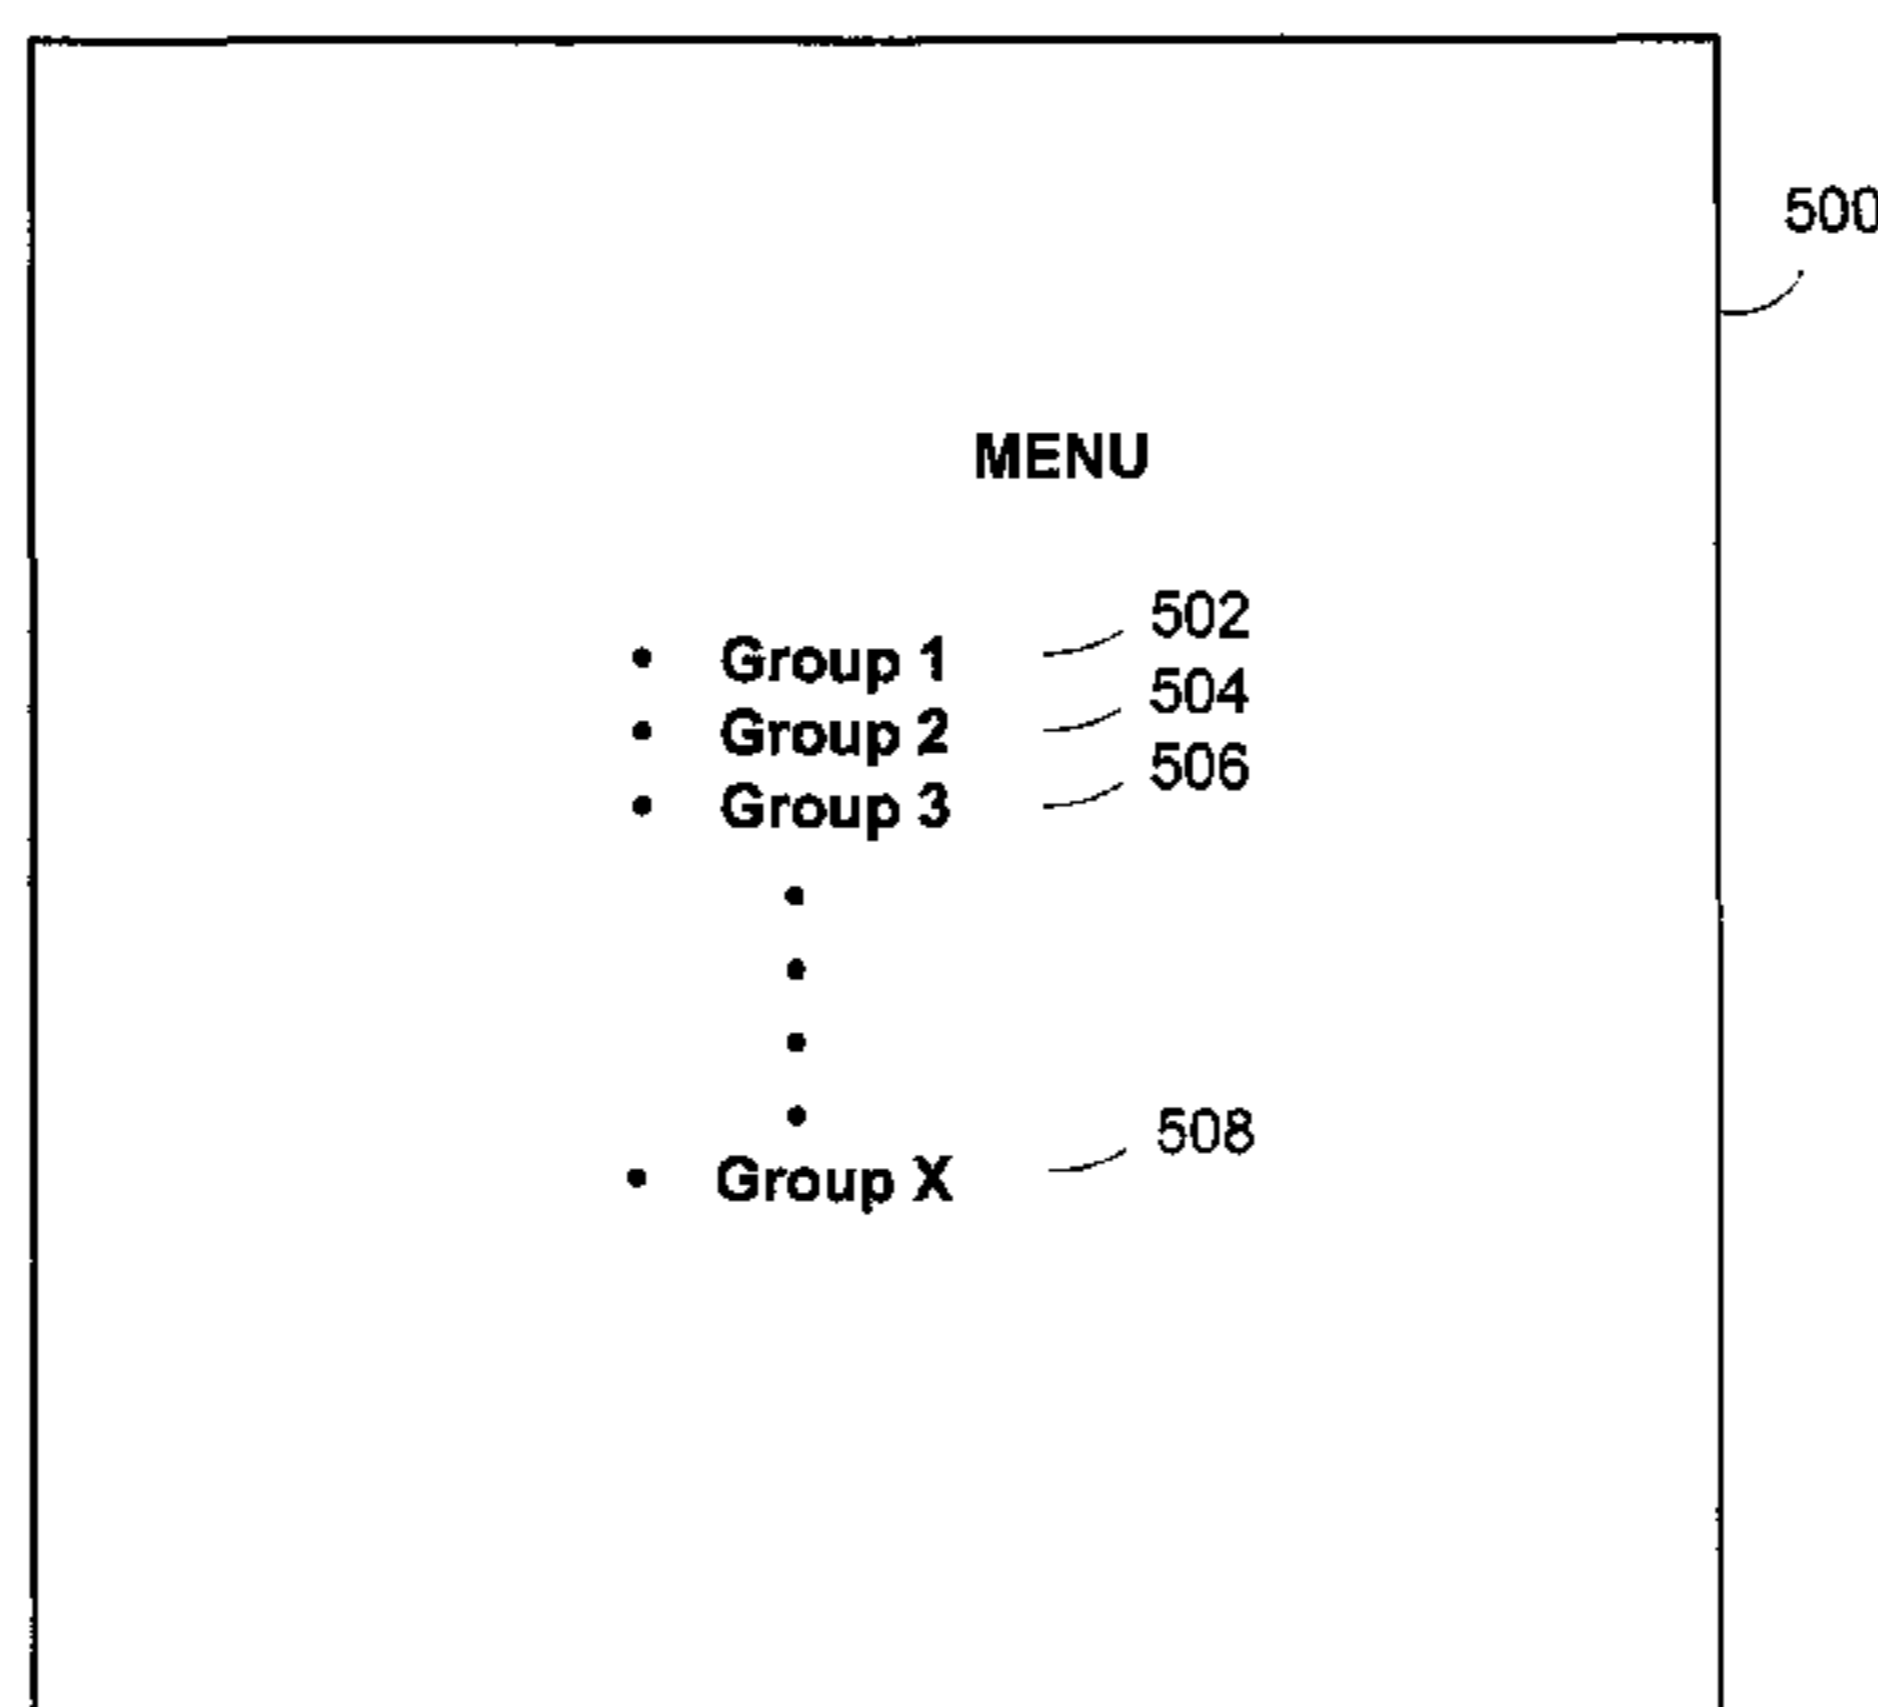 500
MENU
• Group 1 502
• Group 2 504
• Group 3 506
•
•
•
•
• Group X 508